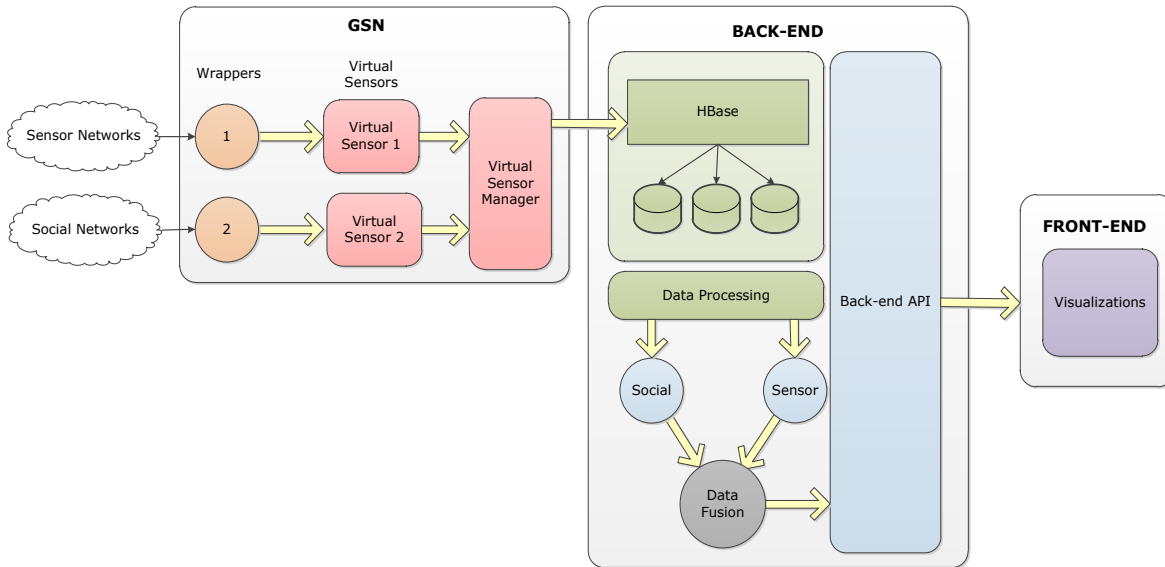 GSN
Wrappers
Virtual
Sensors
Sensor Networks
1
Virtual
Sensor 1
Social Networks
2
Virtual
Sensor 2
Virtual
Sensor
Manager
BACK-END
HBase
Data Processing
Social
Sensor
Data
Fusion
Back-end API
FRONT-END
Visualizations